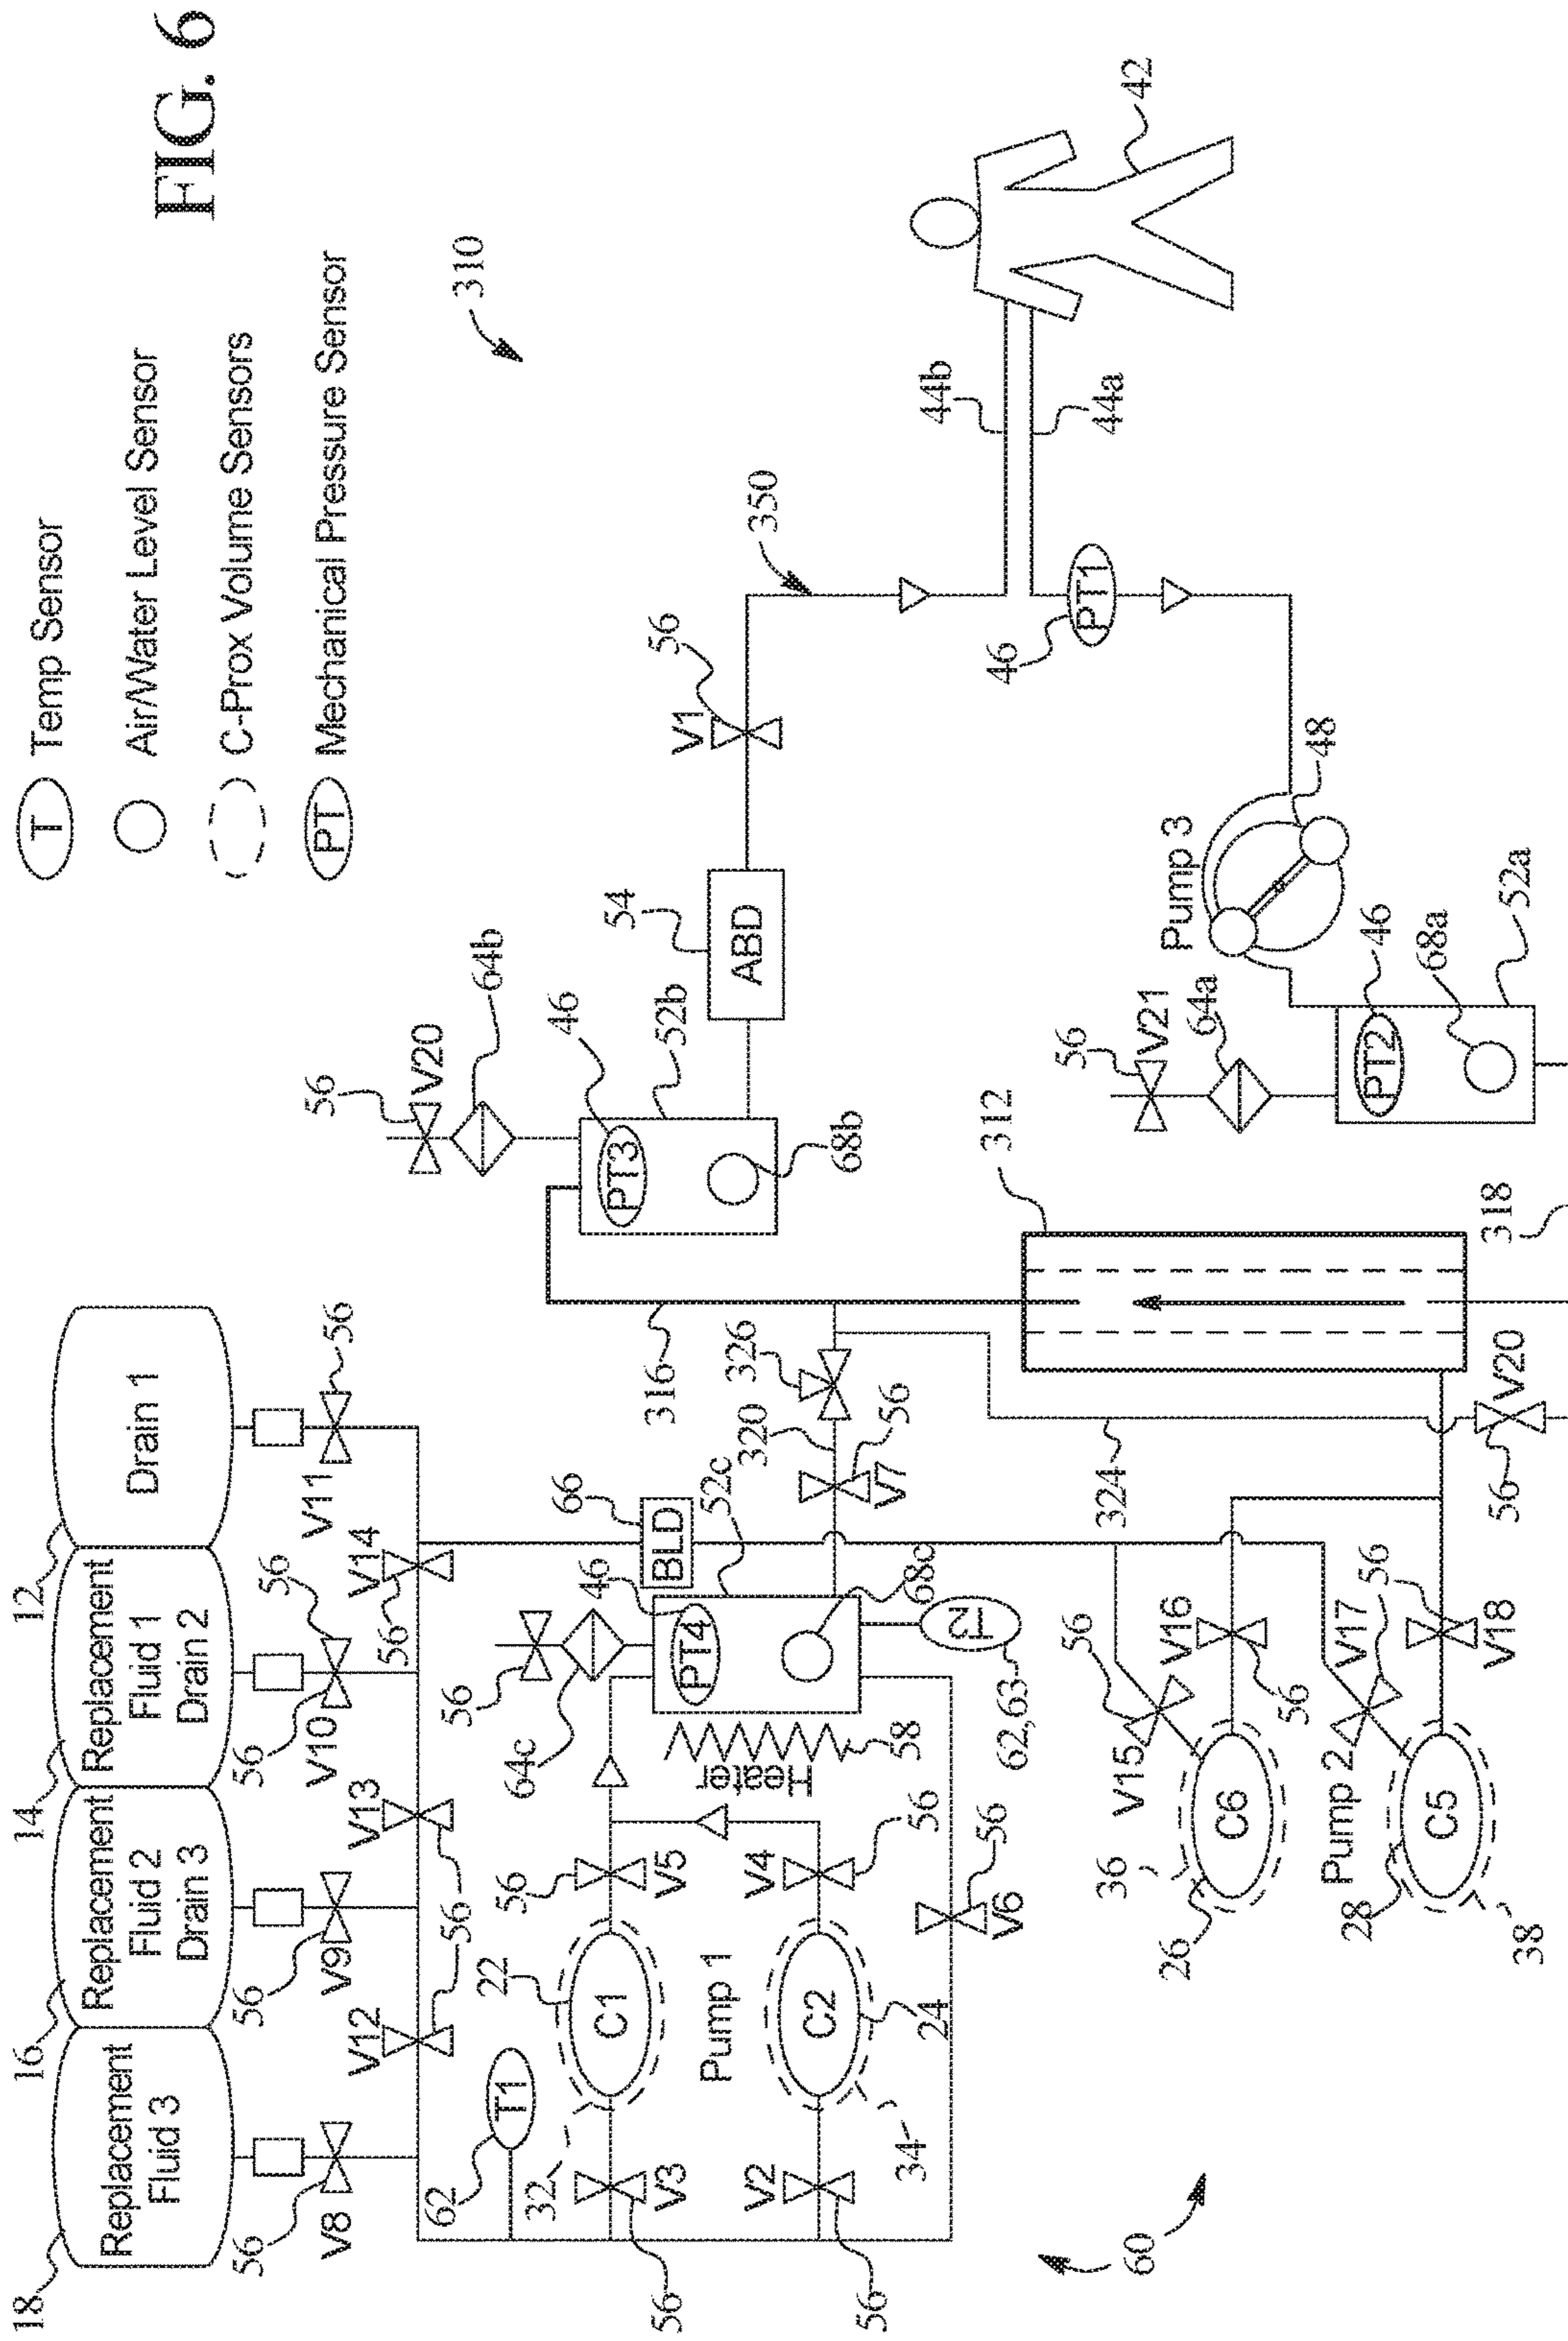 FIG. 6
T Temp Sensor
Air/Water Level Sensor
C-Prox Volume Sensors
PT Mechanical Pressure Sensor
310
18
16
14
12
Replacement
Fluid 3
Replacement
Fluid 2
Drain 3
Replacement
Fluid 1
Drain 2
Drain 1
56
V8
56
V9
56
V10
56
V11
56
V12
56
V13
56
V14
56
62
T1
56
64c
46
PT4
66
BLD
52c
68c
56
V20
64b
46
PT3
52b
68b
54
ABD
V1
56
350
44b
44a
42
32
22
C1
V3
56
56
V5
Pump 1
Heater
58
T2
62,63
V2
56
34
C2
24
V4
56
V6
56
V7
56
320
326
316
324
312
318
46
PT1
Pump 3
48
56
V21
64a
46
PT2
68a
52a
60
36
26
C6
V15
56
V16
56
Pump 2
28
C5
38
V17
56
V18
56
V20